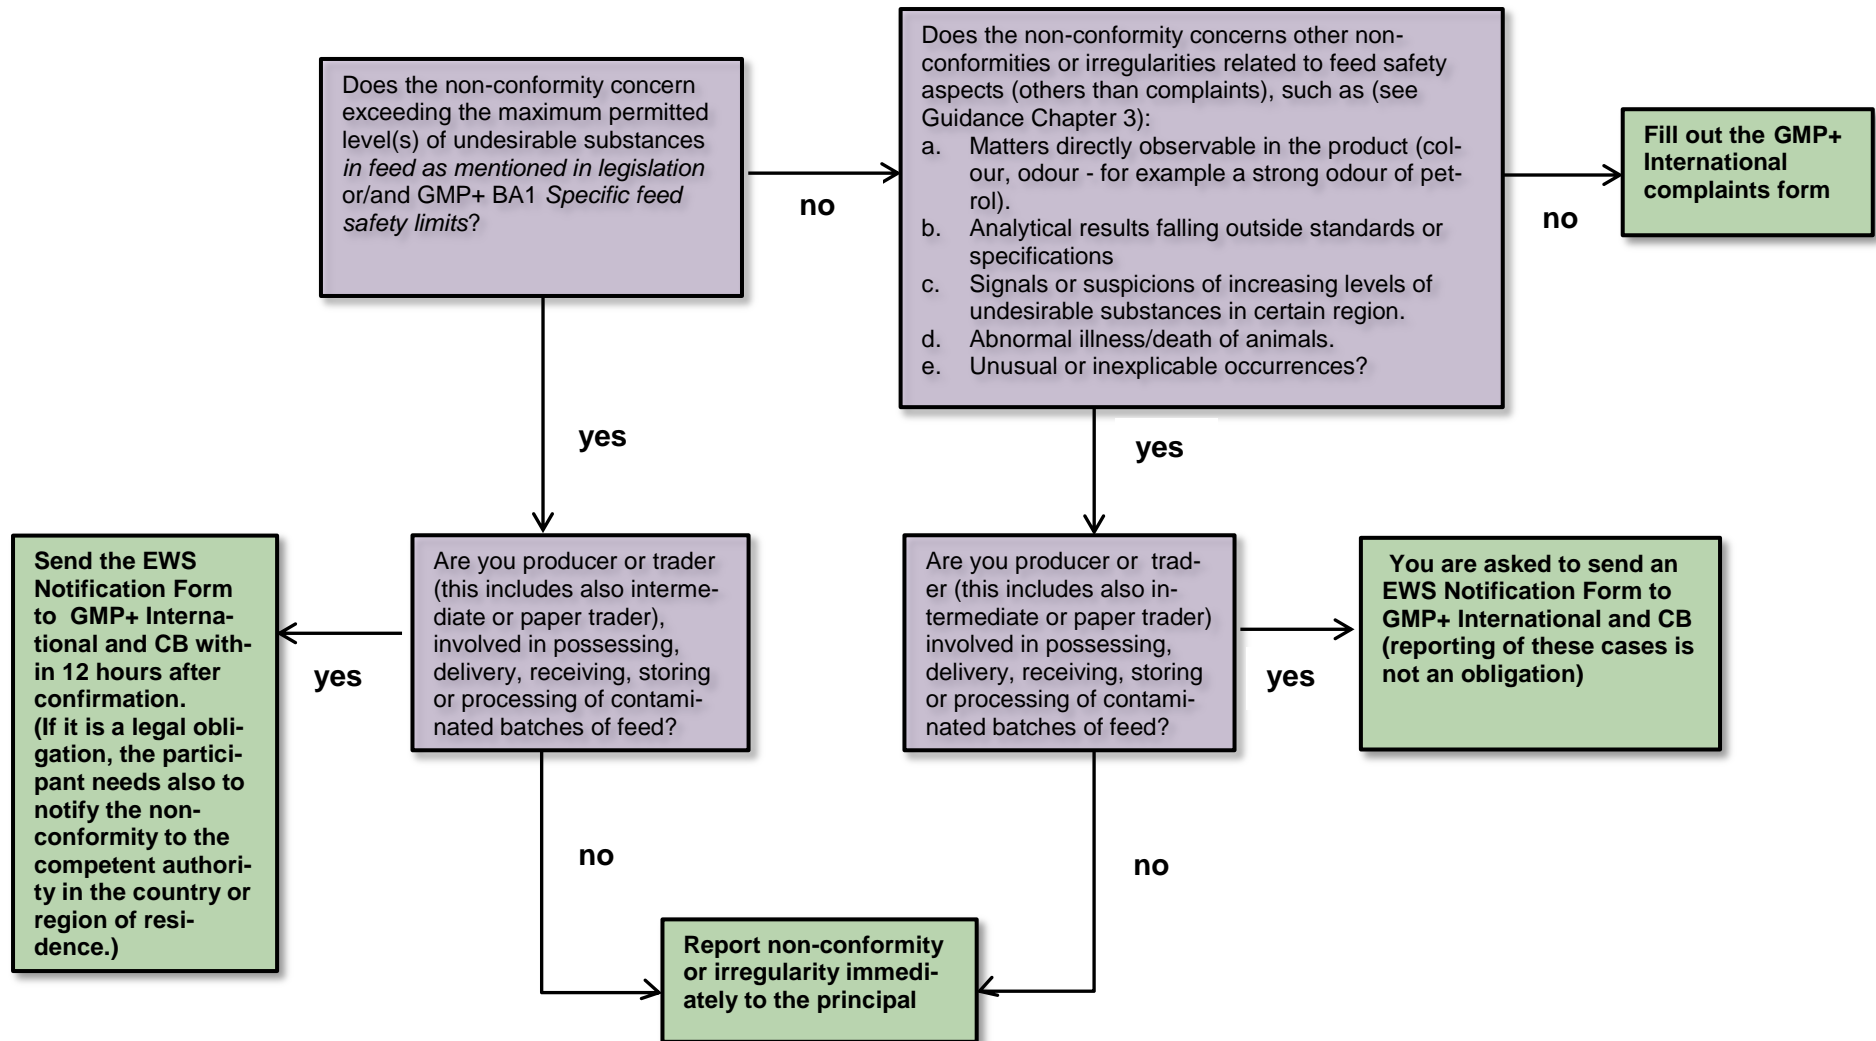 Does the non-conformity concern
exceeding the maximum permitted
level(s) of undesirable substances
in feed as mentioned in legislation
or/and GMP+ BA1 Specific feed
safety limits?
no
Does the non-conformity concerns other non-
conformities or irregularities related to feed safety
aspects (others than complaints), such as (see
Guidance Chapter 3):
a. Matters directly observable in the product (col-
our, odour - for example a strong odour of pet-
rol).
b. Analytical results falling outside standards or
specifications
c. Signals or suspicions of increasing levels of
undesirable substances in certain region.
d. Abnormal illness/death of animals.
e. Unusual or inexplicable occurrences?
no
Fill out the GMP+
International
complaints form
yes
yes
Send the EWS
Notification Form
to GMP+ Interna-
tional and CB with-
in 12 hours after
confirmation.
(If it is a legal obli-
gation, the partici-
pant needs also to
notify the non-
conformity to the
competent authori-
ty in the country or
region of resi-
dence.)
yes
Are you producer or trader
(this includes also interme-
diate or paper trader),
involved in possessing,
delivery, receiving, storing
or processing of contami-
nated batches of feed?
Are you producer or trad-
er (this includes also in-
termediate or paper trader)
involved in possessing,
delivery, receiving, storing
or processing of contami-
nated batches of feed?
yes
You are asked to send an
EWS Notification Form to
GMP+ International and CB
(reporting of these cases is
not an obligation)
no
no
Report non-conformity
or irregularity immedi-
ately to the principal